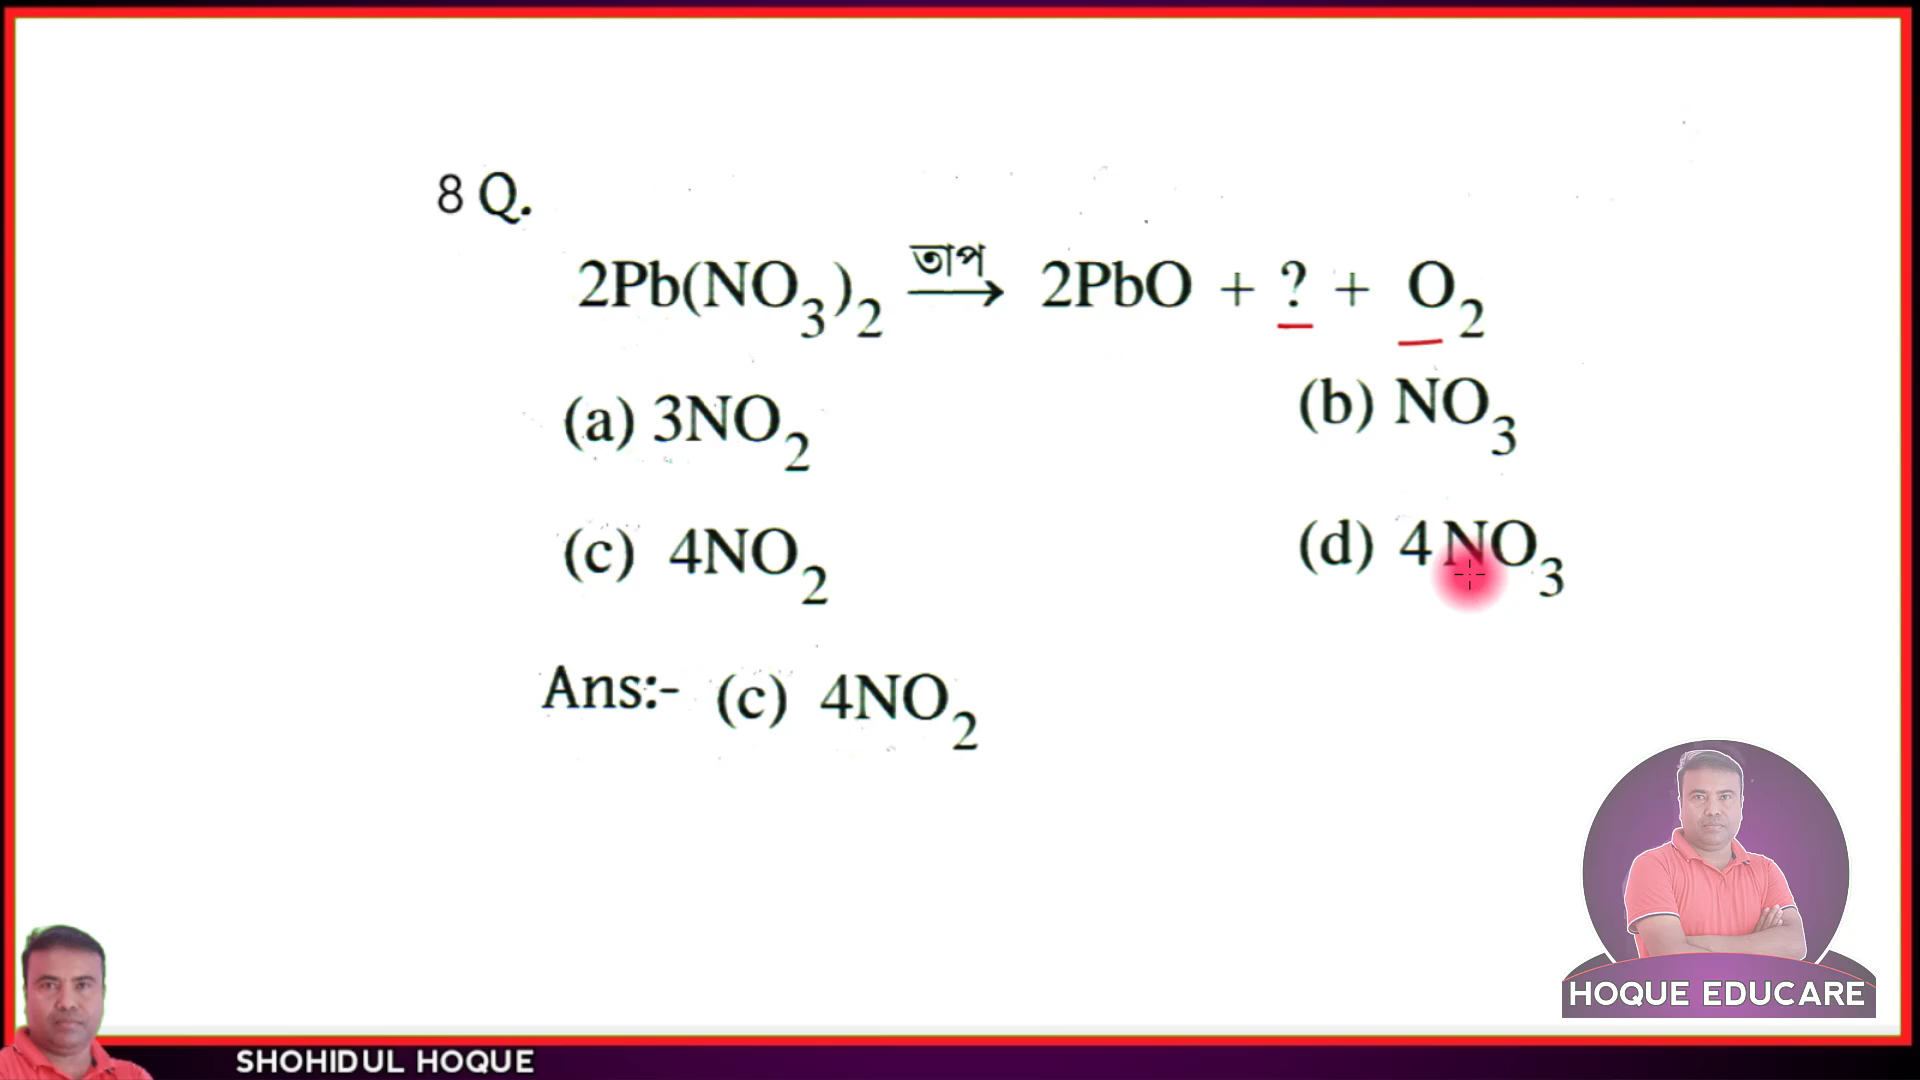 8 Q.
তাপ
2Pb(NO₃)₂ ⟶ 2PbO + ? + O₂
(a) 3NO₂ (b) NO₃
(c) 4NO₂ (d) 4NO₃
Ans:- (c) 4NO₂
HOQUE EDUCARE
SHOHIDUL HOQUE